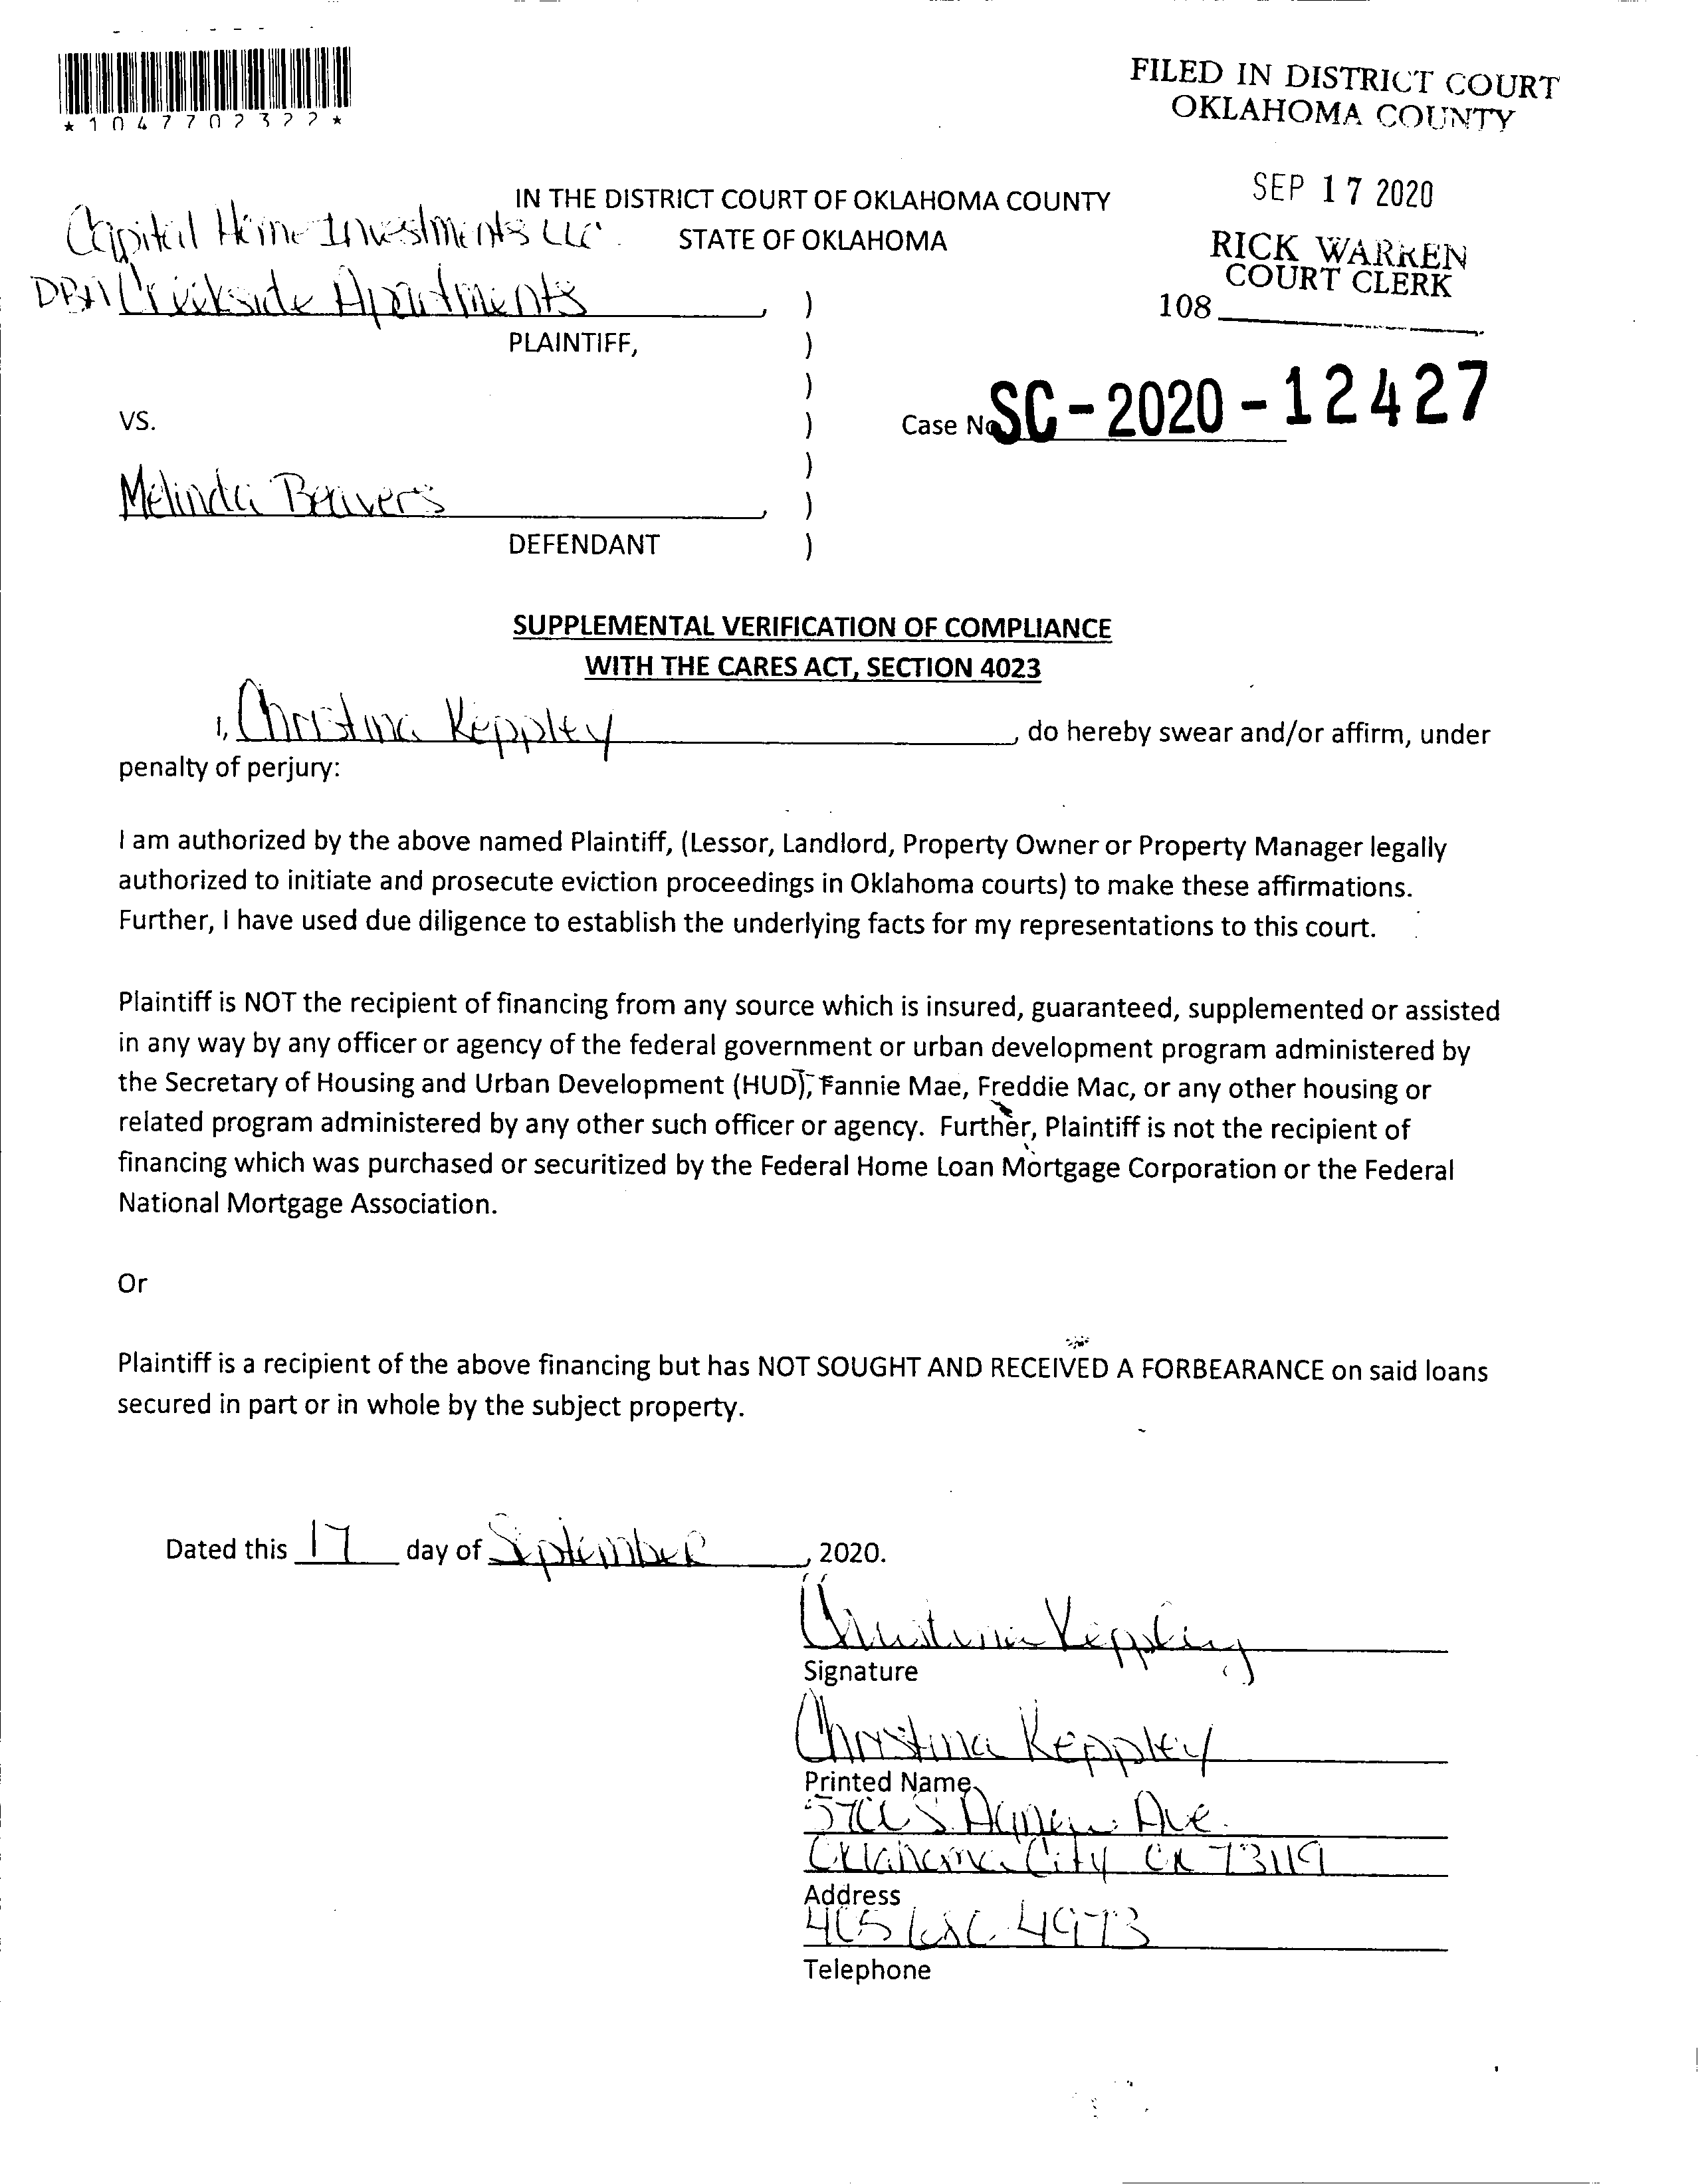 *1047702322*
FILED IN DISTRICT COURT
OKLAHOMA COUNTY
SEP 17 2020
RICK WARREN
COURT CLERK
108
IN THE DISTRICT COURT OF OKLAHOMA COUNTY
STATE OF OKLAHOMA
Capital Home Investments LLC
DBA Creekside Apartments, )
PLAINTIFF, )
)
VS. )
Case No SC-2020-12427
)
Melinda Beavers, )
DEFENDANT )
SUPPLEMENTAL VERIFICATION OF COMPLIANCE
WITH THE CARES ACT, SECTION 4023
I, Christina Keppley, do hereby swear and/or affirm, under
penalty of perjury:
I am authorized by the above named Plaintiff, (Lessor, Landlord, Property Owner or Property Manager legally
authorized to initiate and prosecute eviction proceedings in Oklahoma courts) to make these affirmations.
Further, I have used due diligence to establish the underlying facts for my representations to this court.
Plaintiff is NOT the recipient of financing from any source which is insured, guaranteed, supplemented or assisted
in any way by any officer or agency of the federal government or urban development program administered by
the Secretary of Housing and Urban Development (HUD), Fannie Mae, Freddie Mac, or any other housing or
related program administered by any other such officer or agency. Further, Plaintiff is not the recipient of
financing which was purchased or securitized by the Federal Home Loan Mortgage Corporation or the Federal
National Mortgage Association.
Or
Plaintiff is a recipient of the above financing but has NOT SOUGHT AND RECEIVED A FORBEARANCE on said loans
secured in part or in whole by the subject property.
Dated this 17 day of September, 2020.
Christina Keppley
Signature
Christina Keppley
Printed Name
S. Agnew Ave.
Oklahoma City OK 73119
Address
405 4973
Telephone